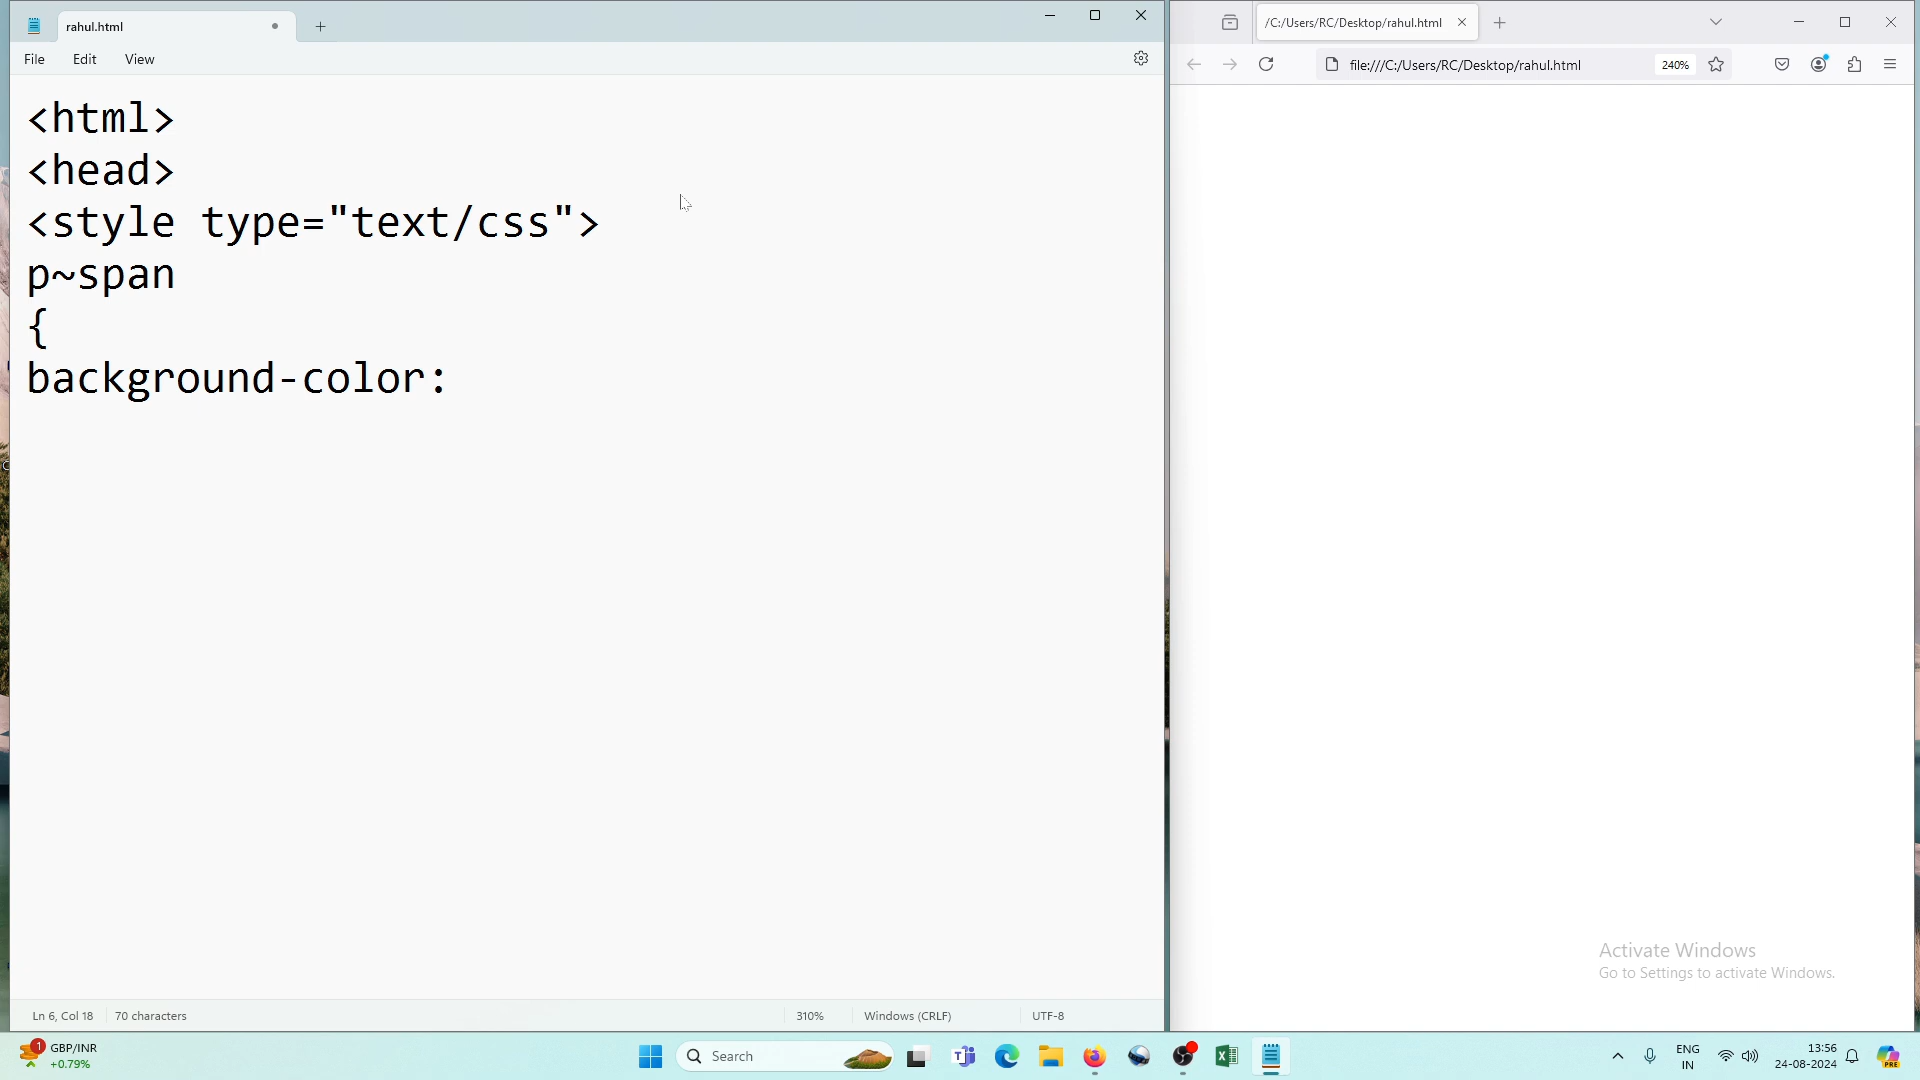 rahul.html
File Edit View
<html>
<head>
<style type="text/css">
p~span
{
background-color:
Ln 6, Col 18 70 characters 310% Windows (CRLF) UTF-8
/C:/Users/RC/Desktop/rahul.html
file:///C:/Users/RC/Desktop/rahul.html 240%
Activate Windows
Go to Settings to activate Windows.
1 GBP/INR
+0.79%
Search
ENG
IN
13:56
24-08-2024
PRE